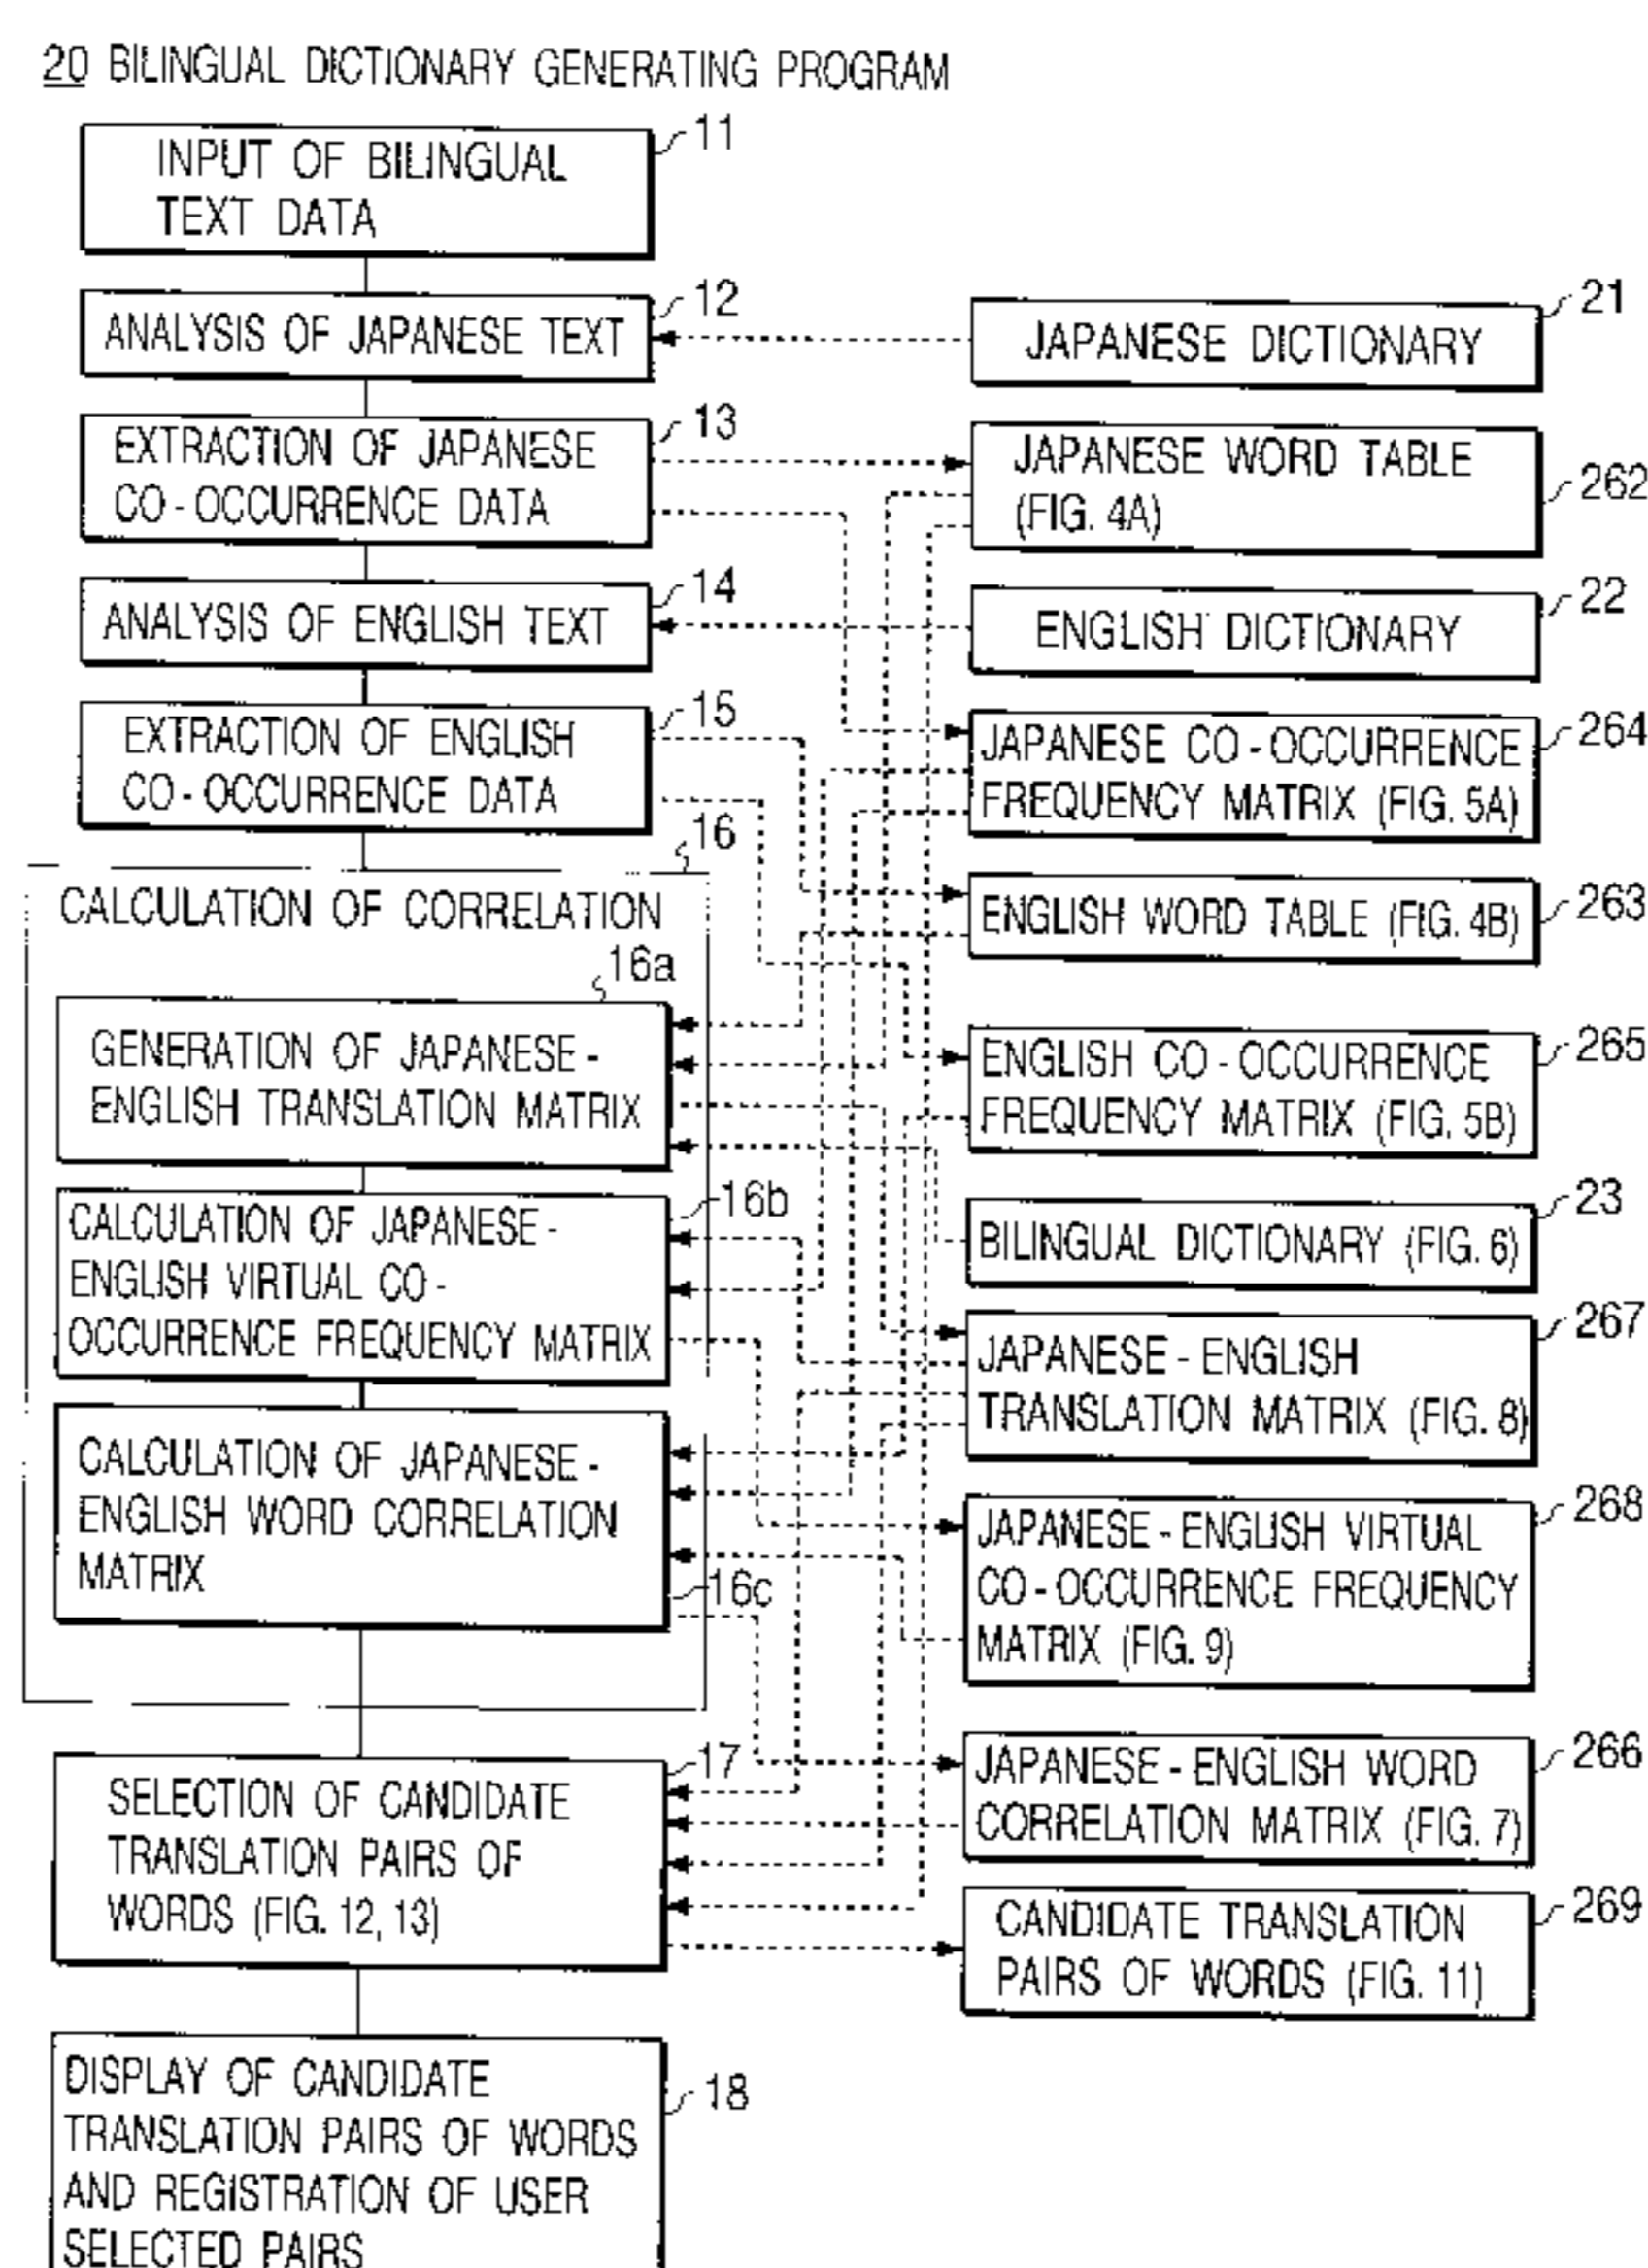 20 BILINGUAL DICTIONARY GENERATING PROGRAM
11
INPUT OF BILINGUAL
TEXT DATA
12
ANALYSIS OF JAPANESE TEXT
21
JAPANESE DICTIONARY
13
EXTRACTION OF JAPANESE
CO-OCCURRENCE DATA
JAPANESE WORD TABLE
(FIG. 4A)
262
14
ANALYSIS OF ENGLISH TEXT
22
ENGLISH DICTIONARY
15
EXTRACTION OF ENGLISH
CO-OCCURRENCE DATA
264
JAPANESE CO-OCCURRENCE
FREQUENCY MATRIX (FIG. 5A)
16
CALCULATION OF CORRELATION
263
ENGLISH WORD TABLE (FIG. 4B)
16a
GENERATION OF JAPANESE-
ENGLISH TRANSLATION MATRIX
265
ENGLISH CO-OCCURRENCE
FREQUENCY MATRIX (FIG. 5B)
16b
CALCULATION OF JAPANESE-
ENGLISH VIRTUAL CO-
OCCURRENCE FREQUENCY MATRIX
23
BILINGUAL DICTIONARY (FIG. 6)
267
JAPANESE-ENGLISH
TRANSLATION MATRIX (FIG. 8)
CALCULATION OF JAPANESE-
ENGLISH WORD CORRELATION
MATRIX
16c
268
JAPANESE-ENGLISH VIRTUAL
CO-OCCURRENCE FREQUENCY
MATRIX (FIG. 9)
17
SELECTION OF CANDIDATE
TRANSLATION PAIRS OF
WORDS (FIG. 12, 13)
266
JAPANESE-ENGLISH WORD
CORRELATION MATRIX (FIG. 7)
269
CANDIDATE TRANSLATION
PAIRS OF WORDS (FIG. 11)
18
DISPLAY OF CANDIDATE
TRANSLATION PAIRS OF WORDS
AND REGISTRATION OF USER
SELECTED PAIRS